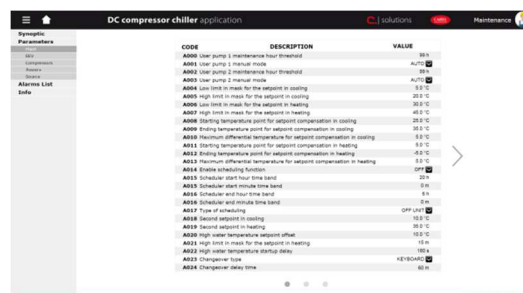 DC compressor chiller application
C. | solutions
Maintenance
Synoptic
Parameters
Compressors
Source
Alarms List
Info
CODE DESCRIPTION VALUE
A000 User pump 1 maintenance hour threshold 99 h
A001 User pump 1 manual mode AUTO
A002 User pump 2 maintenance hour threshold 99 h
A003 User pump 2 manual mode AUTO
A004 Low limit in mask for the setpoint in cooling 5.0 °C
A005 High limit in mask for the setpoint in cooling 20.0 °C
A006 Low limit in mask for the setpoint in heating 30.0 °C
A007 High limit in mask for the setpoint in heating 45.0 °C
A008 Starting temperature point for setpoint compensation in cooling 25.0 °C
A009 Ending temperature point for setpoint compensation in cooling 35.0 °C
A010 Maximum differential temperature for setpoint compensation in cooling 5.0 °C
A011 Starting temperature point for setpoint compensation in heating 5.0 °C
A012 Ending temperature point for setpoint compensation in heating -5.0 °C
A013 Maximum differential temperature for setpoint compensation in heating 5.0 °C
A014 Enable scheduling function OFF
A015 Scheduler start hour time band 20 h
A015 Scheduler start minute time band 0 m
A016 Scheduler end hour time band 5 h
A016 Scheduler end minute time band 0 m
A017 Type of scheduling OFF UNIT
A018 Second setpoint in cooling 10.0 °C
A019 Second setpoint in heating 35.0 °C
A020 High water temperature setpoint offset 10.0 °C
A021 High limit in mask for the setpoint in heating 15 m
A022 High water temperature startup delay 180 s
A023 Changeover type KEYBOARD
A024 Changeover delay time 60 m